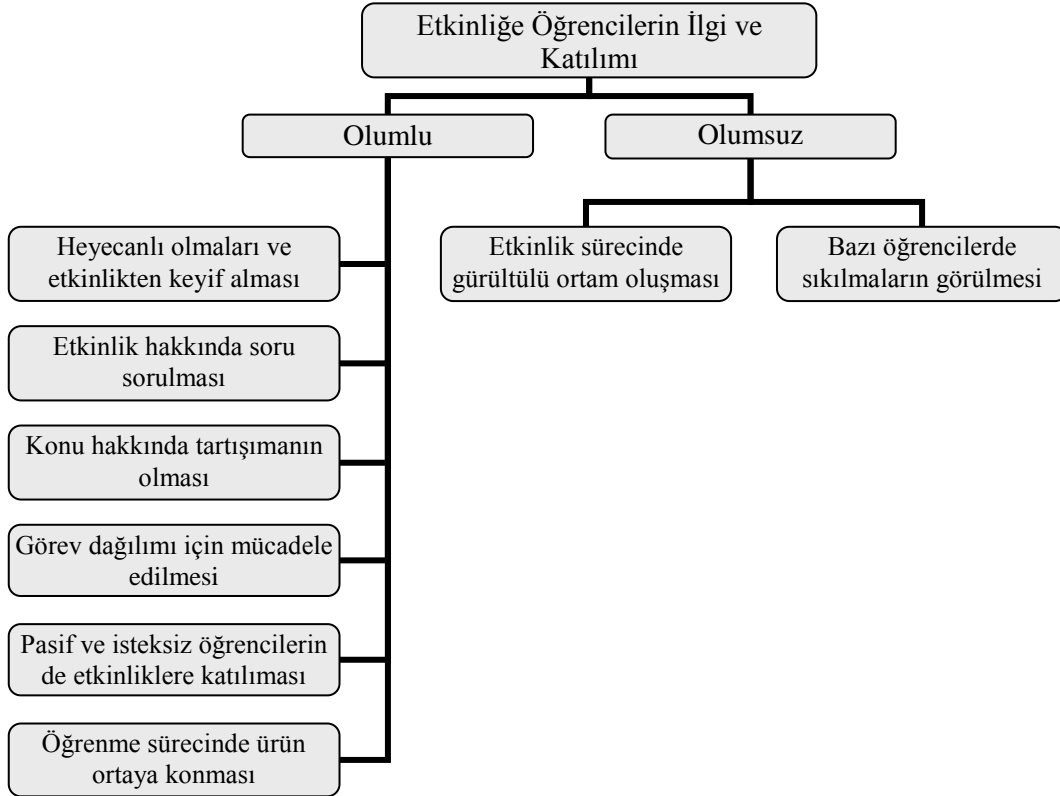 Etkinliğe Öğrencilerin İlgi ve
Katılımı
Olumlu
Olumsuz
Heyecanlı olmaları ve
etkinlikten keyif alması
Etkinlik sürecinde
gürültülü ortam oluşması
Bazı öğrencilerde
sıkılmaların görülmesi
Etkinlik hakkında soru
sorulması
Konu hakkında tartışımanın
olması
Görev dağılımı için mücadele
edilmesi
Pasif ve isteksiz öğrencilerin
de etkinliklere katılıması
Öğrenme sürecinde ürün
ortaya konması